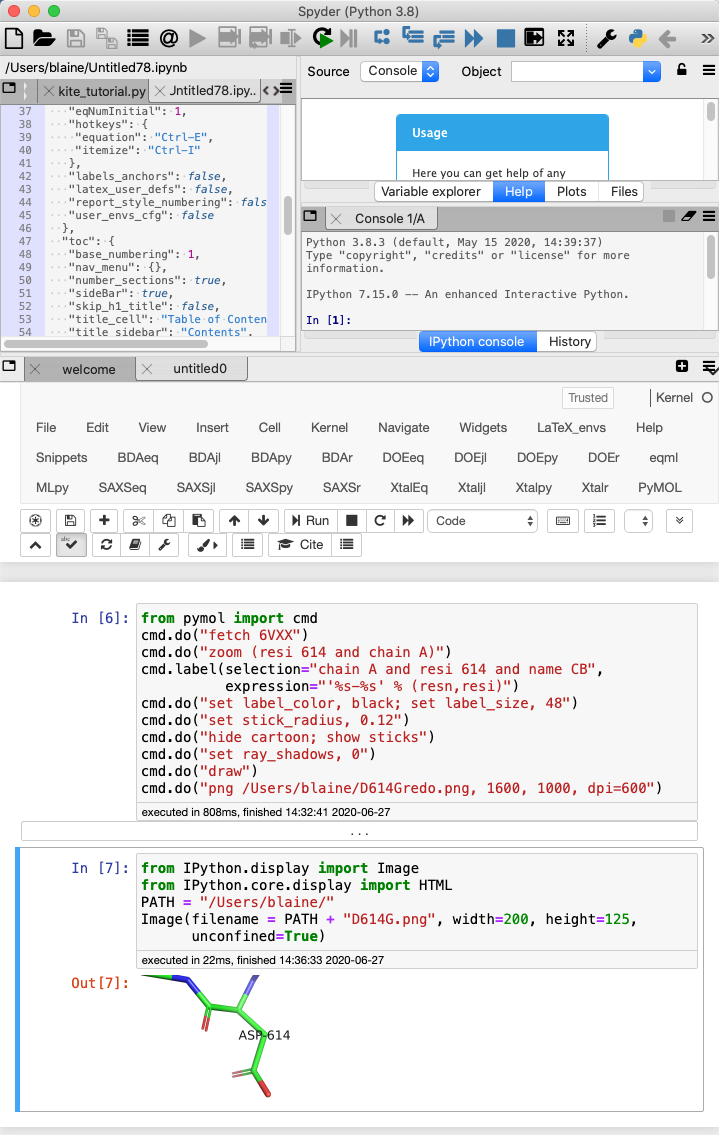 Spyder (Python 3.8)
/Users/blaine/Untitled78.ipynb
kite_tutorial.py
Jntitled78.ipy..
37 "eqNumInitial": 1,
38 "hotkeys": {
39 "equation": "Ctrl-E",
40 "itemize": "Ctrl-I"
41 },
42 "labels_anchors": false,
43 "latex_user_defs": false,
44 "report_style_numbering": fals
45 "user_envs_cfg": false
46 },
47 "toc": {
48 "base_numbering": 1,
49 "nav_menu": {},
50 "number_sections": true,
51 "sideBar": true,
52 "skip_h1_title": false,
53 "title_cell": "Table of Conten
54 "title_sidebar": "Contents",
Source Console Object
Usage
Here you can get help of any
Variable explorer Help Plots Files
Console 1/A
Python 3.8.3 (default, May 15 2020, 14:39:37)
Type "copyright", "credits" or "license" for more
information.
IPython 7.15.0 -- An enhanced Interactive Python.
In [1]:
IPython console History
welcome untitled0
Trusted Kernel
File Edit View Insert Cell Kernel Navigate Widgets LaTeX_envs Help
Snippets BDAeq BDAjl BDApy BDAr DOEeq DOEjl DOEpy DOEr eqml
MLpy SAXSeq SAXSjl SAXSpy SAXSr XtalEq Xtaljl Xtalpy Xtalr PyMOL
Run Code
abc Cite
In [6]: from pymol import cmd
cmd.do("fetch 6VXX")
cmd.do("zoom (resi 614 and chain A)")
cmd.label(selection="chain A and resi 614 and name CB",
expression="'%s-%s' % (resn,resi)")
cmd.do("set label_color, black; set label_size, 48")
cmd.do("set stick_radius, 0.12")
cmd.do("hide cartoon; show sticks")
cmd.do("set ray_shadows, 0")
cmd.do("draw")
cmd.do("png /Users/blaine/D614Gredo.png, 1600, 1000, dpi=600")
executed in 808ms, finished 14:32:41 2020-06-27
...
In [7]: from IPython.display import Image
from IPython.core.display import HTML
PATH = "/Users/blaine/"
Image(filename = PATH + "D614G.png", width=200, height=125,
unconfined=True)
executed in 22ms, finished 14:36:33 2020-06-27
Out[7]:
ASP-614